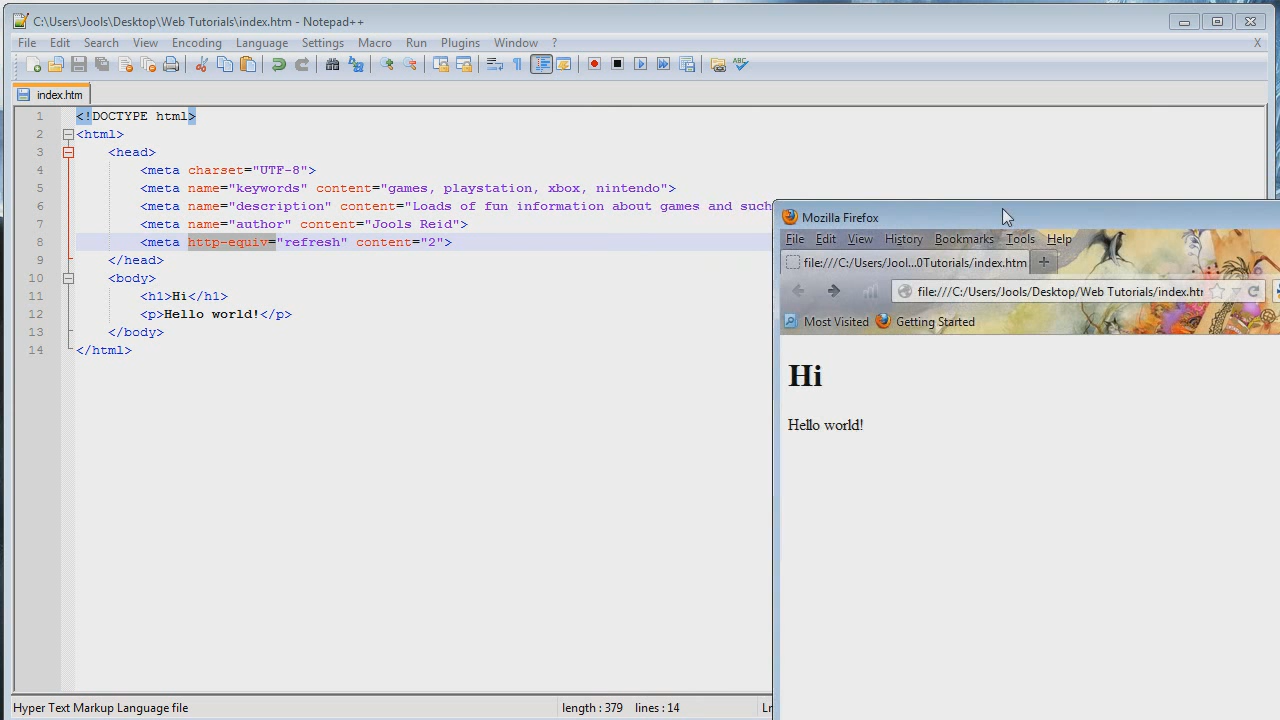 C:\Users\Jools\Desktop\Web Tutorials\index.htm - Notepad++
File Edit Search View Encoding Language Settings Macro Run Plugins Window ? X
index.htm
1 <!DOCTYPE html>
2 <html>
3 <head>
4 <meta charset="UTF-8">
5 <meta name="keywords" content="games, playstation, xbox, nintendo">
6 <meta name="description" content="Loads of fun information about games and such
7 <meta name="author" content="Jools Reid">
8 <meta http-equiv="refresh" content="2">
9 </head>
10 <body>
11 <h1>Hi</h1>
12 <p>Hello world!</p>
13 </body>
14 </html>
Hyper Text Markup Language file length : 379 lines : 14 Ln
Mozilla Firefox
File Edit View History Bookmarks Tools Help
file:///C:/Users/Jool...0Tutorials/index.htm +
file:///C:/Users/Jools/Desktop/Web Tutorials/index.htr
Most Visited Getting Started
Hi
Hello world!